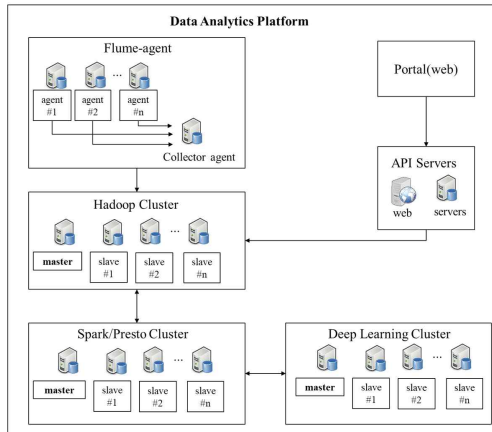 Data Analytics Platform
Flume-agent
...
agent #1
agent #2
#n
Collector agent
Portal(web)
API Servers
web
servers
Hadoop Cluster
...
master
slave #1
slave #2
slave #n
Spark/Presto Cluster
...
master
slave #1
slave #2
slave #n
Deep Learning Cluster
...
master
slave #1
slave #2
slave #n